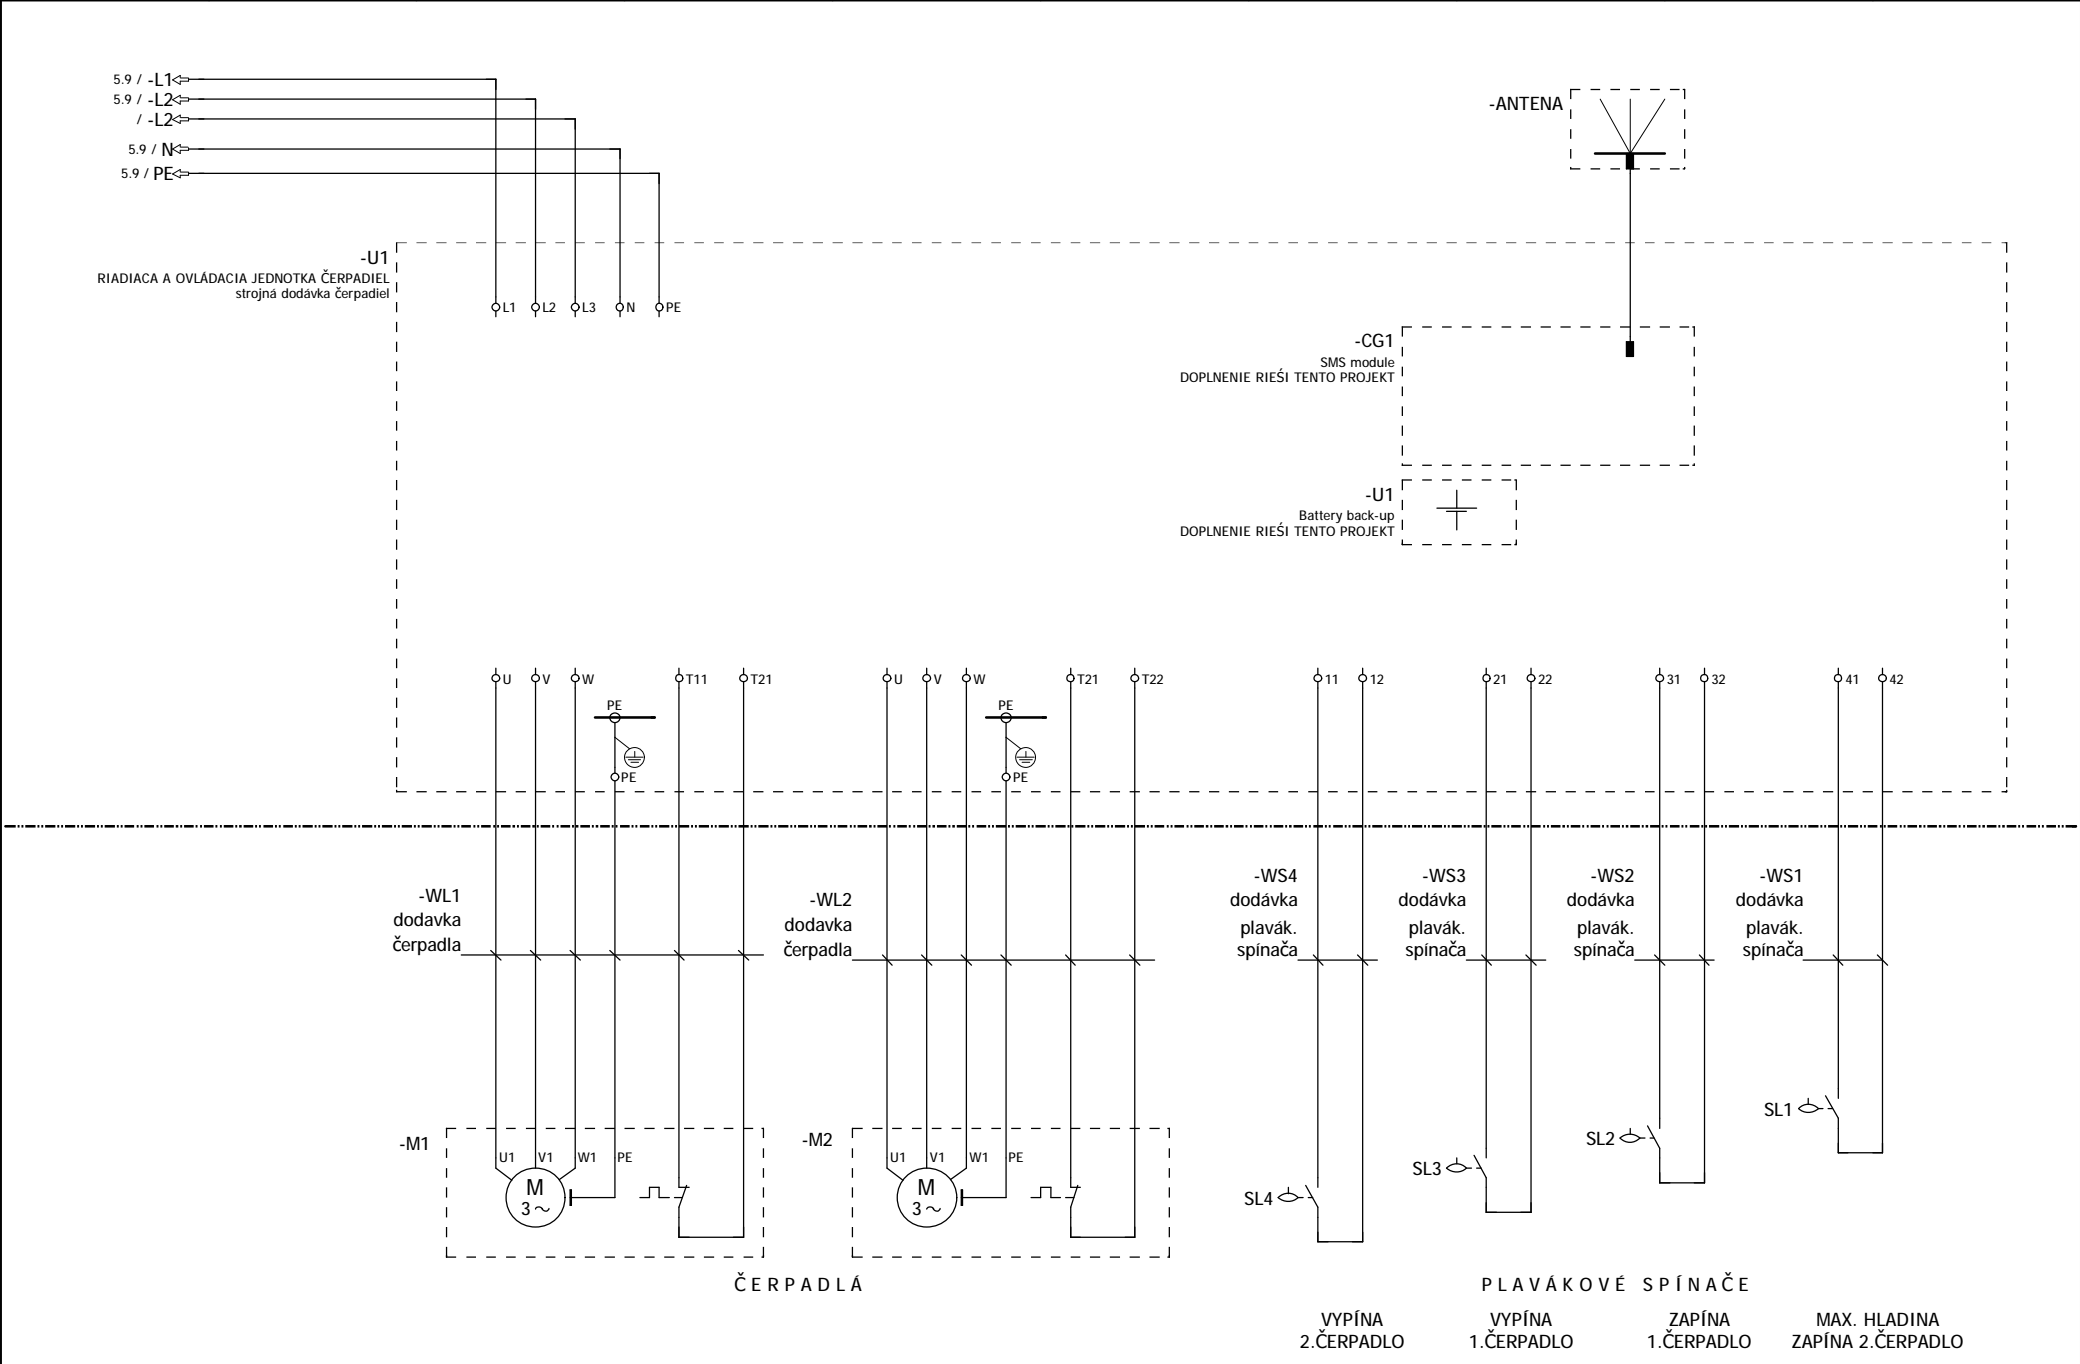 5.9 / -L1
5.9 / -L2
/ -L2
5.9 / N
5.9 / PE
-ANTENA
-U1
RIADIACA A OVLÁDACIA JEDNOTKA ČERPADIEL
strojná dodávka čerpadiel
L1 L2 L3 N PE
-CG1
SMS module
DOPLNENIE RIEŚI TENTO PROJEKT
-U1
Battery back-up
DOPLNENIE RIEŚI TENTO PROJEKT
U V W T11 T21 U V W T21 T22 11 12 21 22 31 32 41 42
PE PE
PE PE
-WL1
dodavka
čerpadla
-WL2
dodavka
čerpadla
-WS4
dodávka
plavák.
spínača
-WS3
dodávka
plavák.
spínača
-WS2
dodávka
plavák.
spínača
-WS1
dodávka
plavák.
spínača
-M1
U1 V1 W1 PE
M
3 ~
-M2
U1 V1 W1 PE
M
3 ~
SL4
SL3
SL2
SL1
ČERPADLÁ
PLAVÁKOVÉ SPÍNAČE
VYPÍNA
2.ČERPADLO
VYPÍNA
1.ČERPADLO
ZAPÍNA
1.ČERPADLO
MAX. HLADINA
ZAPÍNA 2.ČERPADLO